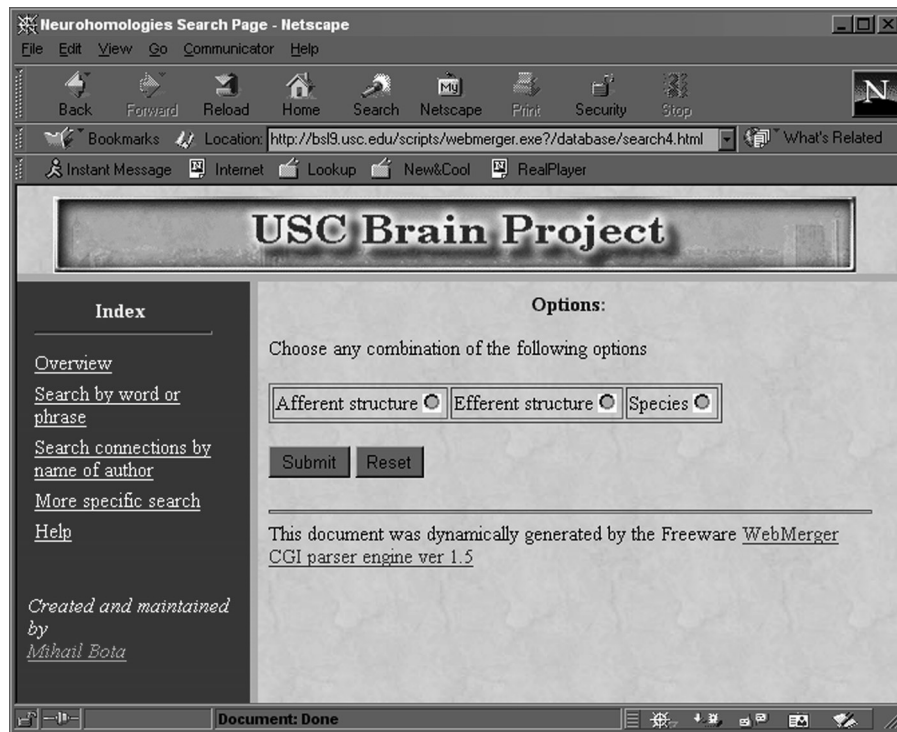 Neurohomologies Search Page - Netscape
File Edit View Go Communicator Help
Back Forward Reload Home Search Netscape Print Security Stop
My
N
Bookmarks Location: http://bsl9.usc.edu/scripts/webmerger.exe?/database/search4.html What's Related
Instant Message Internet Lookup New&Cool RealPlayer
USC Brain Project
Index
Overview
Search by word or
phrase
Search connections by
name of author
More specific search
Help
Created and maintained
by
Mihail Bota
Options:
Choose any combination of the following options
Afferent structure Efferent structure Species
Submit Reset
This document was dynamically generated by the Freeware WebMerger
CGI parser engine ver 1.5
Document: Done